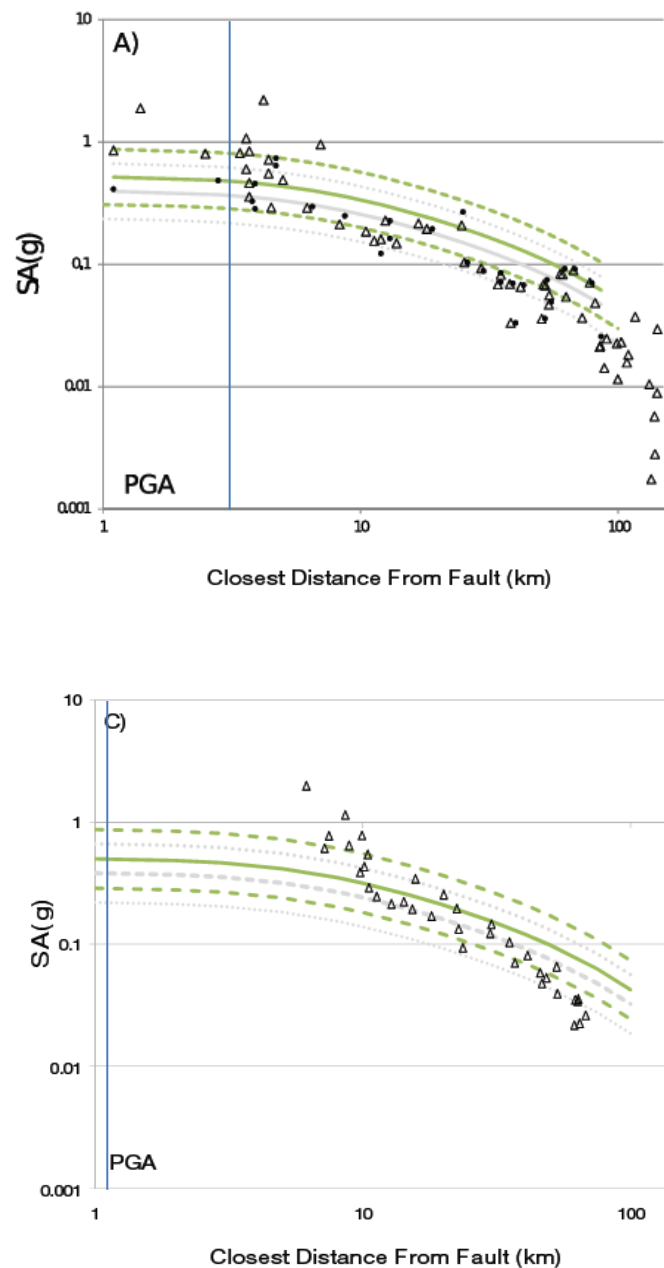 10
A)
1
SA(g)
0.1
0.01
PGA
0.001
1 10 100
Closest Distance From Fault (km)
10
C)
1
SA(g)
0.1
0.01
PGA
0.001
1 10 100
Closest Distance From Fault (km)